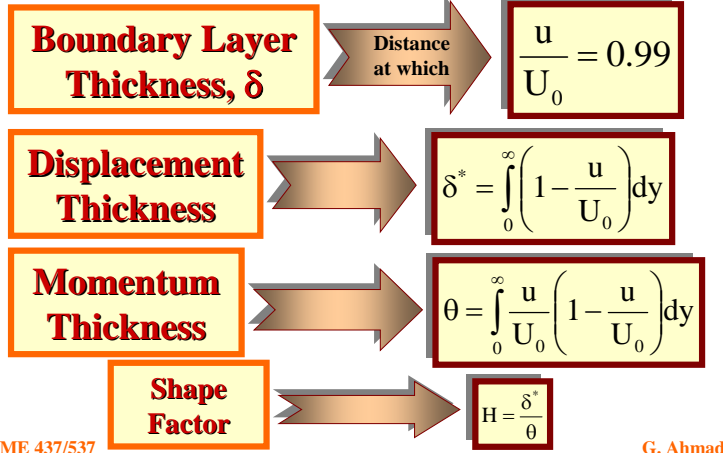 Boundary Layer
Thickness, δ
Distance
at which
u/U₀ = 0.99
Displacement
Thickness
δ* = ∫₀^∞ (1 − u/U₀) dy
Momentum
Thickness
θ = ∫₀^∞ u/U₀ (1 − u/U₀) dy
Shape
Factor
H = δ*/θ
ME 437/537
G. Ahmad